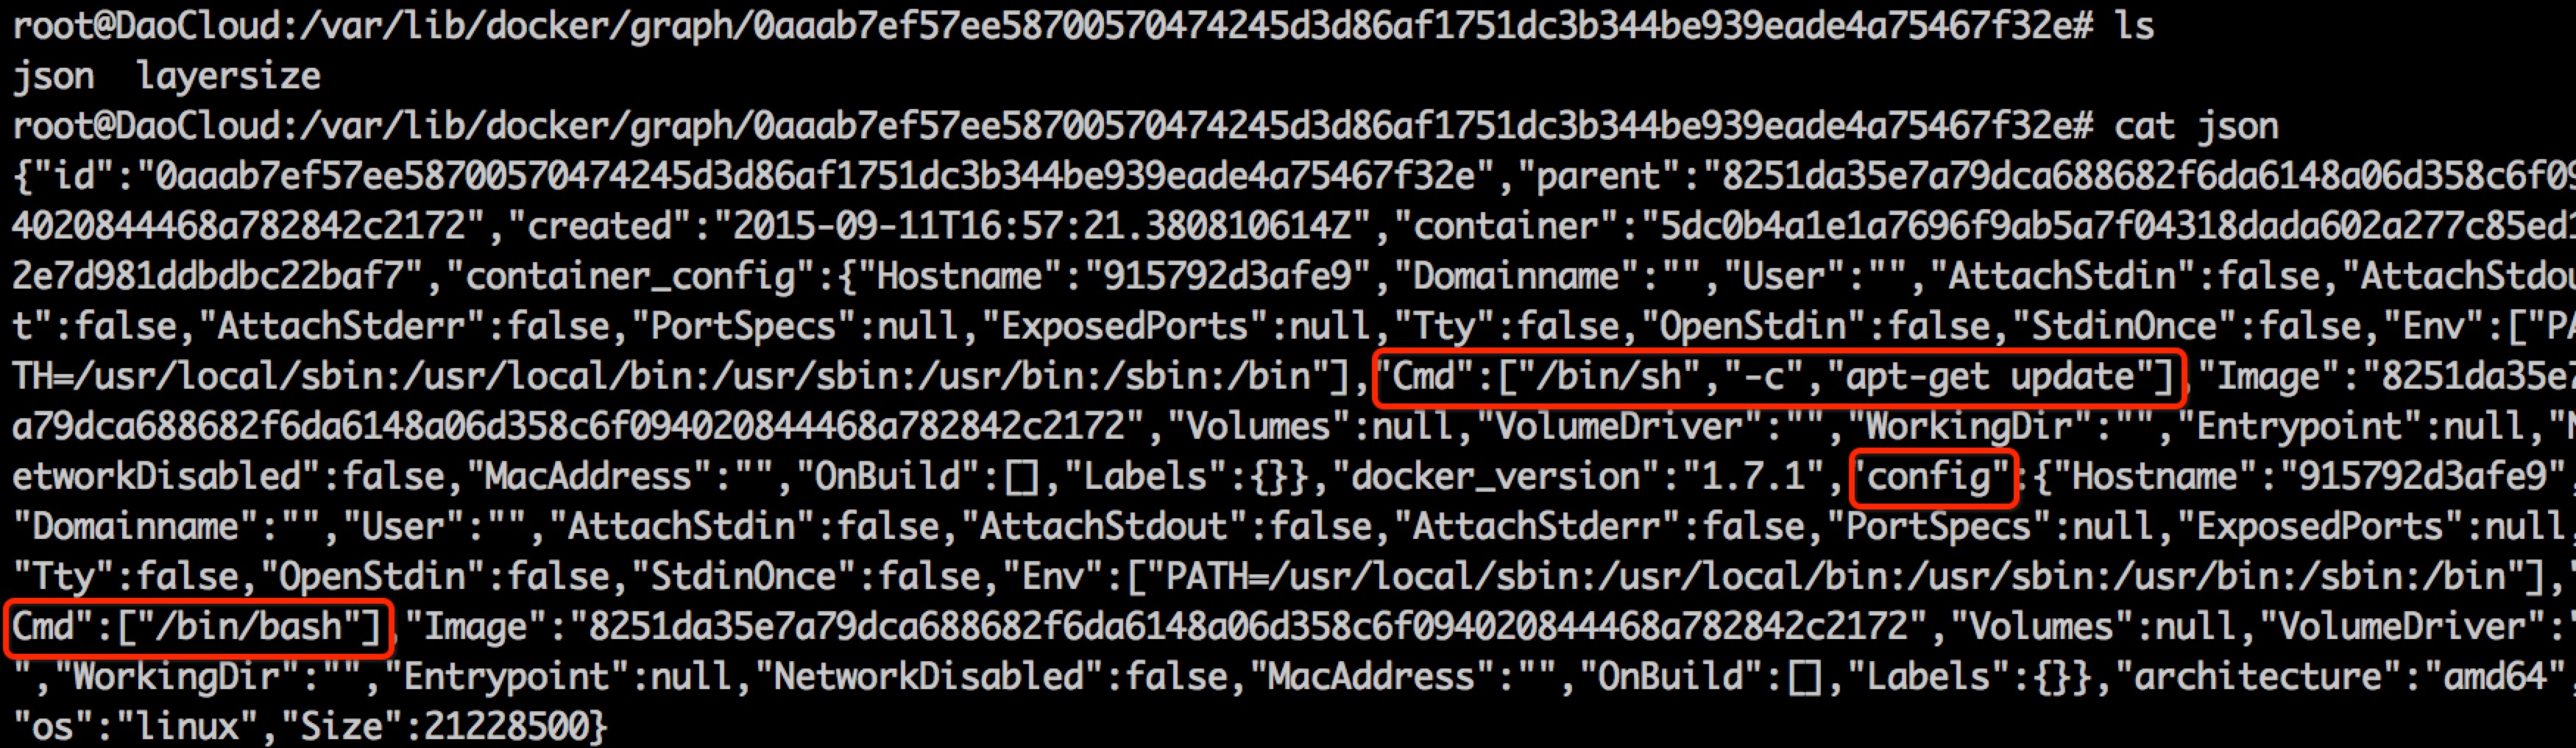 root@DaoCloud:/var/lib/docker/graph/0aaab7ef57ee58700570474245d3d86af1751dc3b344be939eade4a75467f32e# ls
json  layersize
root@DaoCloud:/var/lib/docker/graph/0aaab7ef57ee58700570474245d3d86af1751dc3b344be939eade4a75467f32e# cat json
{"id":"0aaab7ef57ee58700570474245d3d86af1751dc3b344be939eade4a75467f32e","parent":"8251da35e7a79dca688682f6da6148a06d358c6f09
4020844468a782842c2172","created":"2015-09-11T16:57:21.380810614Z","container":"5dc0b4a1e1a7696f9ab5a7f04318dada602a277c85ed1
2e7d981ddbdbc22baf7","container_config":{"Hostname":"915792d3afe9","Domainname":"","User":"","AttachStdin":false,"AttachStdou
t":false,"AttachStderr":false,"PortSpecs":null,"ExposedPorts":null,"Tty":false,"OpenStdin":false,"StdinOnce":false,"Env":["PA
TH=/usr/local/sbin:/usr/local/bin:/usr/sbin:/usr/bin:/sbin:/bin"],"Cmd":["/bin/sh","-c","apt-get update"],"Image":"8251da35e7
a79dca688682f6da6148a06d358c6f094020844468a782842c2172","Volumes":null,"VolumeDriver":"","WorkingDir":"","Entrypoint":null,"N
etworkDisabled":false,"MacAddress":"","OnBuild":[],"Labels":{}},"docker_version":"1.7.1","config":{"Hostname":"915792d3afe9",
"Domainname":"","User":"","AttachStdin":false,"AttachStdout":false,"AttachStderr":false,"PortSpecs":null,"ExposedPorts":null,
"Tty":false,"OpenStdin":false,"StdinOnce":false,"Env":["PATH=/usr/local/sbin:/usr/local/bin:/usr/sbin:/usr/bin:/sbin:/bin"],"
Cmd":["/bin/bash"],"Image":"8251da35e7a79dca688682f6da6148a06d358c6f094020844468a782842c2172","Volumes":null,"VolumeDriver":"
","WorkingDir":"","Entrypoint":null,"NetworkDisabled":false,"MacAddress":"","OnBuild":[],"Labels":{}},"architecture":"amd64",
"os":"linux","Size":21228500}